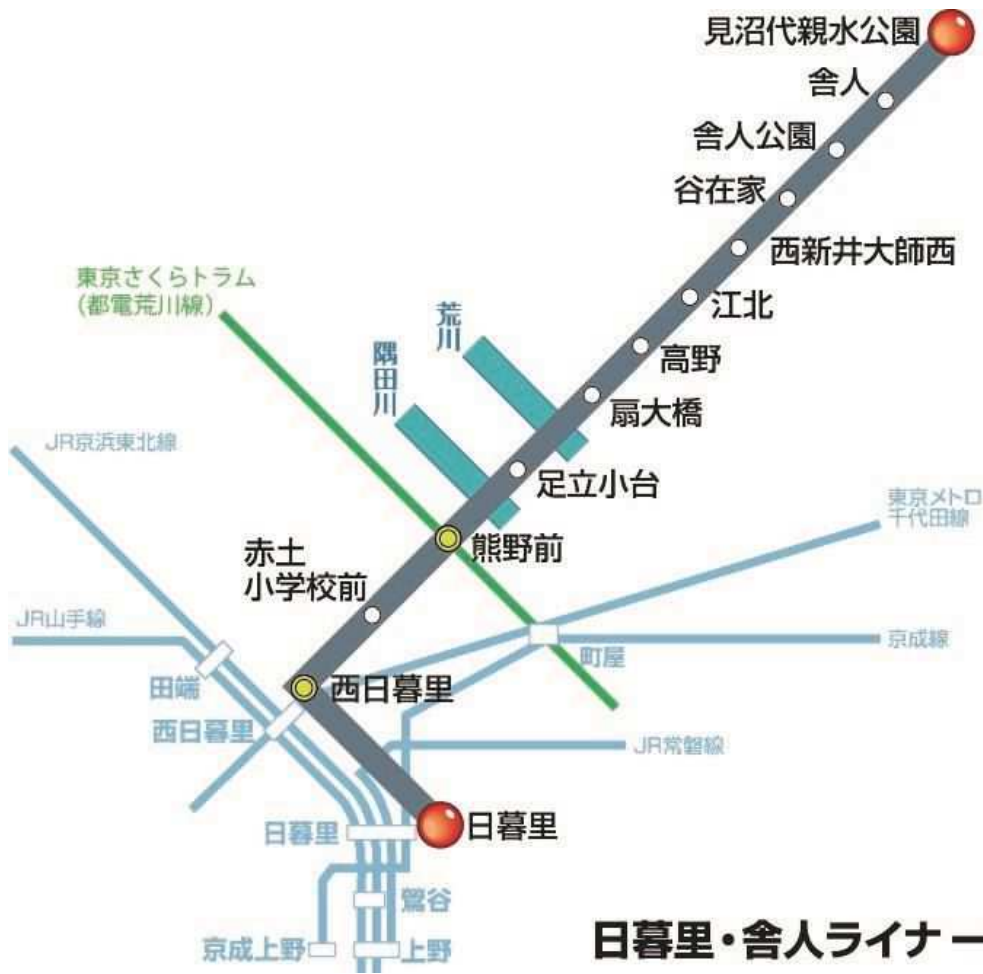 見沼代親水公園
舎人
舎人公園
谷在家
西新井大師西
東京さくらトラム
(都電荒川線)
江北
荒川
高野
隅田川
扇大橋
JR京浜東北線
足立小台
東京メトロ
千代田線
熊野前
赤土
小学校前
JR山手線
京成線
町屋
田端
西日暮里
西日暮里
JR常磐線
日暮里
日暮里
鶯谷
京成上野
上野
日暮里・舎人ライナー